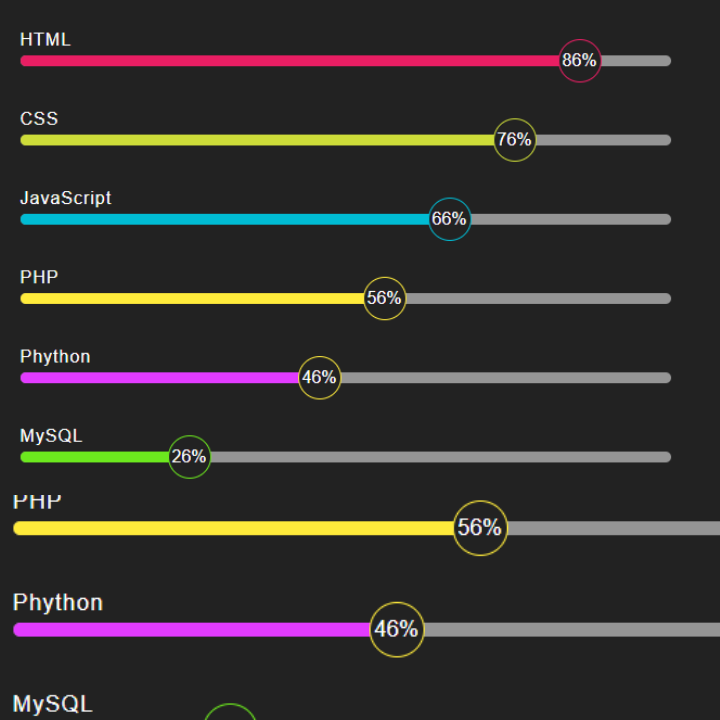 HTML
86%
CSS
76%
JavaScript
66%
PHP
56%
Phython
46%
MySQL
26%
PHP
56%
Phython
46%
MySQL